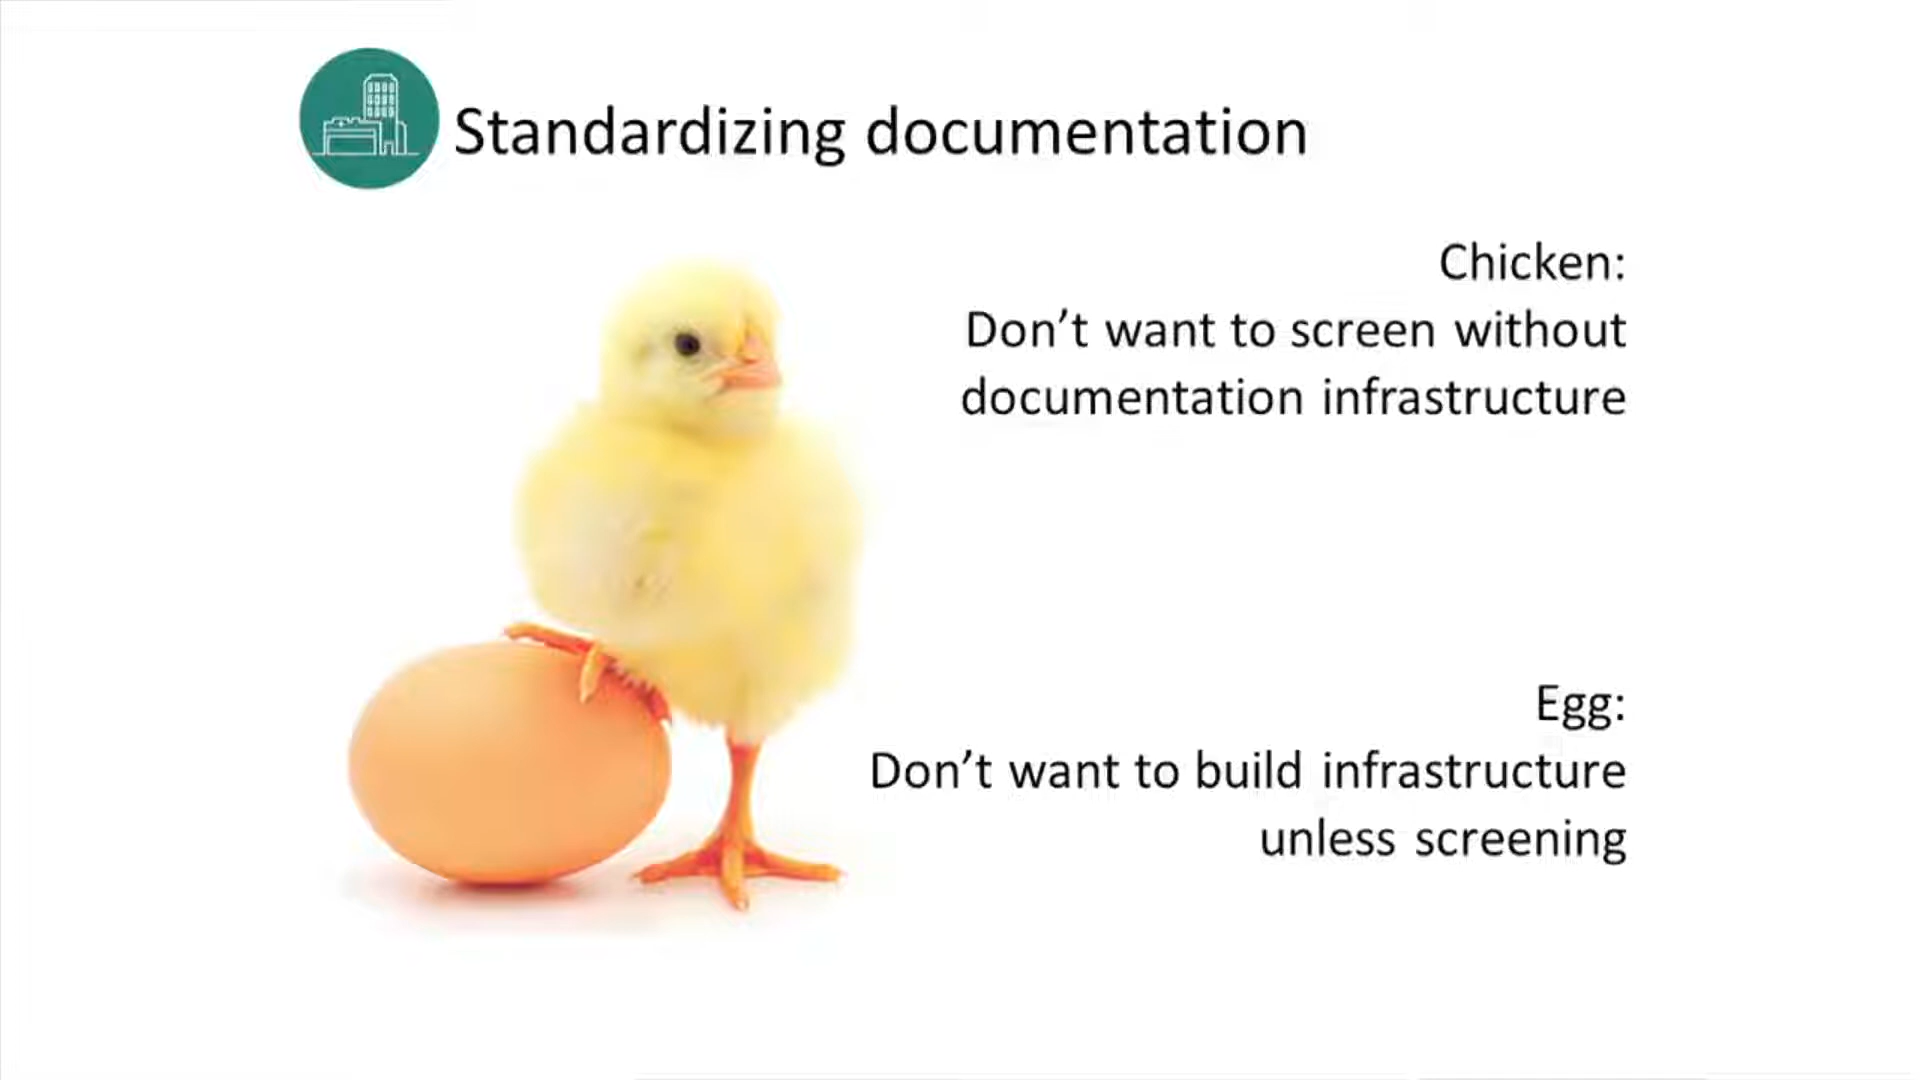 Standardizing documentation
Chicken:
Don’t want to screen without
documentation infrastructure
Egg:
Don’t want to build infrastructure
unless screening